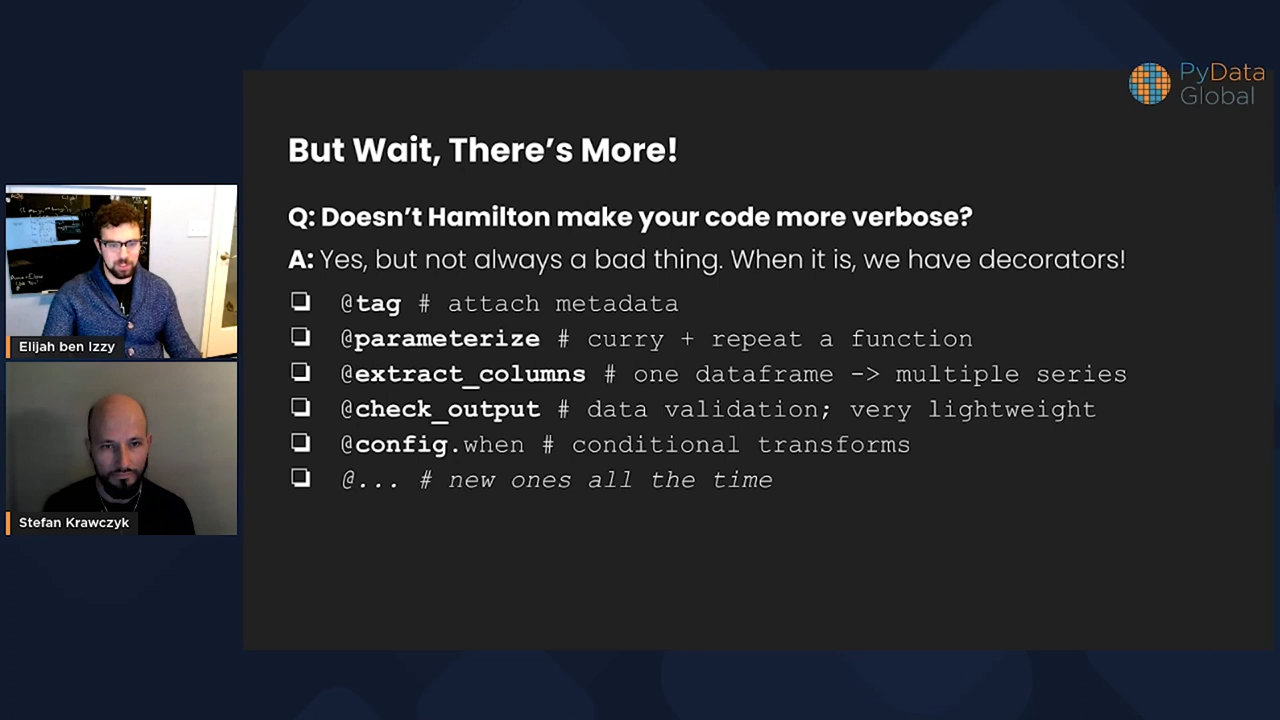 PyData
Global
But Wait, There's More!
Q: Doesn't Hamilton make your code more verbose?
A: Yes, but not always a bad thing. When it is, we have decorators!
@tag # attach metadata
@parameterize # curry + repeat a function
@extract_columns # one dataframe -> multiple series
@check_output # data validation; very lightweight
@config.when # conditional transforms
@... # new ones all the time
Elijah ben Izzy
Stefan Krawczyk